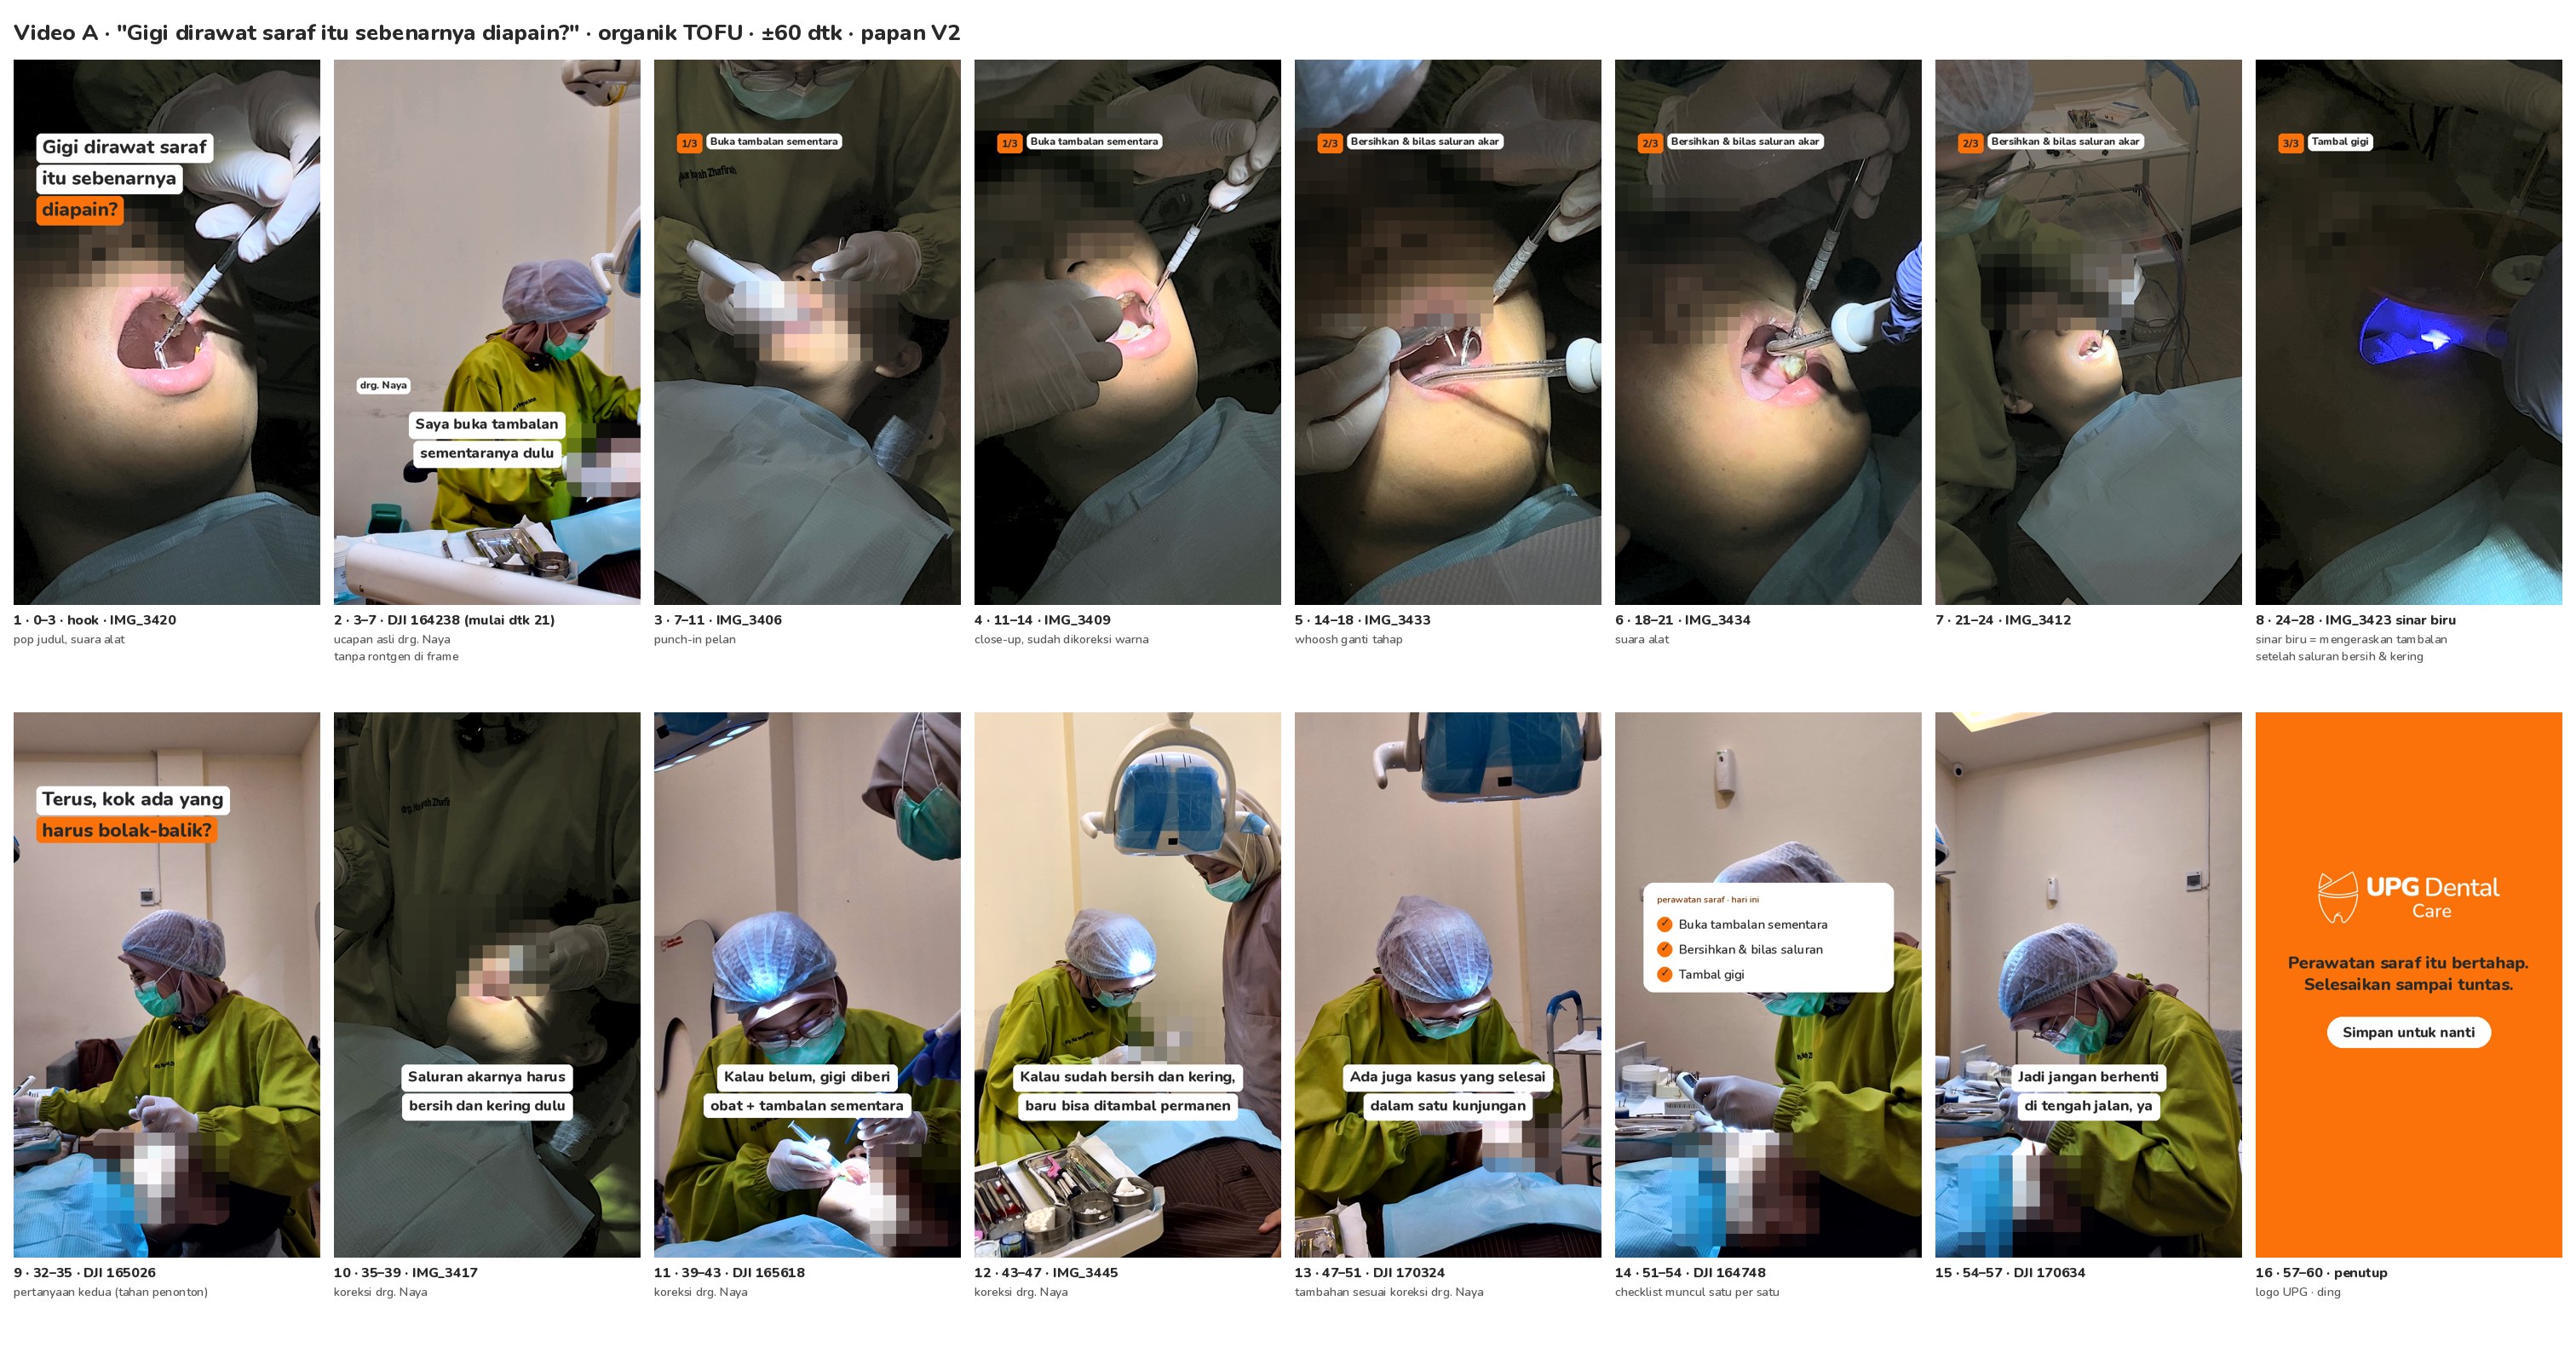 Video A · "Gigi dirawat saraf itu sebenarnya diapain?" · organik TOFU · ±60 dtk · papan V2
Gigi dirawat saraf
itu sebenarnya
diapain?
1 · 0–3 · hook · IMG_3420
pop judul, suara alat
drg. Naya
Saya buka tambalan
sementaranya dulu
2 · 3–7 · DJI 164238 (mulai dtk 21)
ucapan asli drg. Naya
tanpa rontgen di frame
1/3 Buka tambalan sementara
3 · 7–11 · IMG_3406
punch-in pelan
1/3 Buka tambalan sementara
4 · 11–14 · IMG_3409
close-up, sudah dikoreksi warna
2/3 Bersihkan & bilas saluran akar
5 · 14–18 · IMG_3433
whoosh ganti tahap
2/3 Bersihkan & bilas saluran akar
6 · 18–21 · IMG_3434
suara alat
2/3 Bersihkan & bilas saluran akar
7 · 21–24 · IMG_3412
3/3 Tambal gigi
8 · 24–28 · IMG_3423 sinar biru
sinar biru = mengeraskan tambalan
setelah saluran bersih & kering
Terus, kok ada yang
harus bolak-balik?
9 · 32–35 · DJI 165026
pertanyaan kedua (tahan penonton)
Saluran akarnya harus
bersih dan kering dulu
10 · 35–39 · IMG_3417
koreksi drg. Naya
Kalau belum, gigi diberi
obat + tambalan sementara
11 · 39–43 · DJI 165618
koreksi drg. Naya
Kalau sudah bersih dan kering,
baru bisa ditambal permanen
12 · 43–47 · IMG_3445
koreksi drg. Naya
Ada juga kasus yang selesai
dalam satu kunjungan
13 · 47–51 · DJI 170324
tambahan sesuai koreksi drg. Naya
perawatan saraf · hari ini
Buka tambalan sementara
Bersihkan & bilas saluran
Tambal gigi
14 · 51–54 · DJI 164748
checklist muncul satu per satu
Jadi jangan berhenti
di tengah jalan, ya
15 · 54–57 · DJI 170634
UPG Dental
Care
Perawatan saraf itu bertahap.
Selesaikan sampai tuntas.
Simpan untuk nanti
16 · 57–60 · penutup
logo UPG · ding